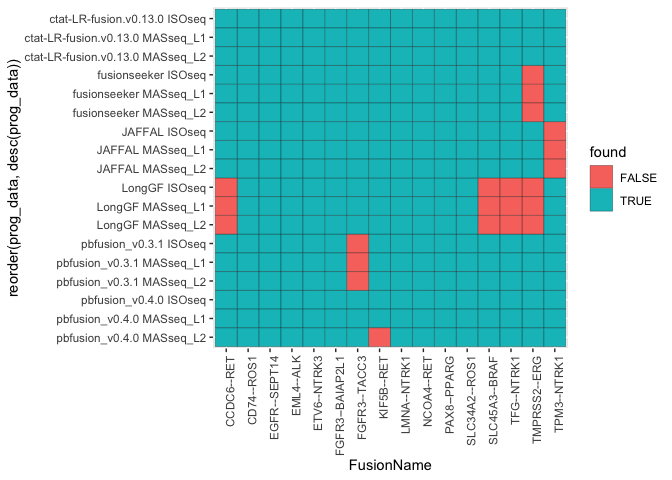 ctat-LR-fusion.v0.13.0 ISOseq
ctat-LR-fusion.v0.13.0 MASseq_L1
ctat-LR-fusion.v0.13.0 MASseq_L2
fusionseeker ISOseq
fusionseeker MASseq_L1
fusionseeker MASseq_L2
JAFFAL ISOseq
JAFFAL MASseq_L1
JAFFAL MASseq_L2
LongGF ISOseq
LongGF MASseq_L1
LongGF MASseq_L2
pbfusion_v0.3.1 ISOseq
pbfusion_v0.3.1 MASseq_L1
pbfusion_v0.3.1 MASseq_L2
pbfusion_v0.4.0 ISOseq
pbfusion_v0.4.0 MASseq_L1
pbfusion_v0.4.0 MASseq_L2
reorder(prog_data, desc(prog_data))
CCDC6--RET
CD74--ROS1
EGFR--SEPT14
EML4--ALK
ETV6--NTRK3
FGFR3--BAIAP2L1
FGFR3--TACC3
KIF5B--RET
LMNA--NTRK1
NCOA4--RET
PAX8--PPARG
SLC34A2--ROS1
SLC45A3--BRAF
TFG--NTRK1
TMPRSS2--ERG
TPM3--NTRK1
FusionName
found
FALSE
TRUE